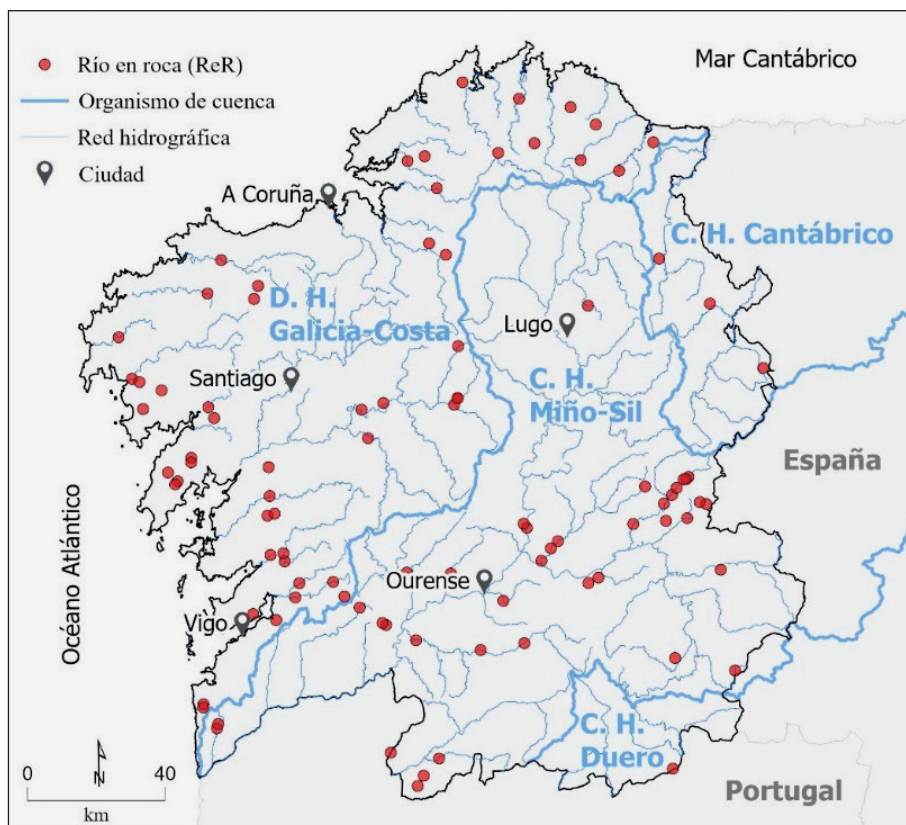 Río en roca (ReR)
Organismo de cuenca
Red hidrográfica
Ciudad
Mar Cantábrico
A Coruña
C. H. Cantábrico
D. H.
Galicia-Costa
Lugo
Santiago
C. H.
Miño-Sil
España
Océano Atlántico
Ourense
Vigo
C. H.
Duero
N
0 40
km
Portugal